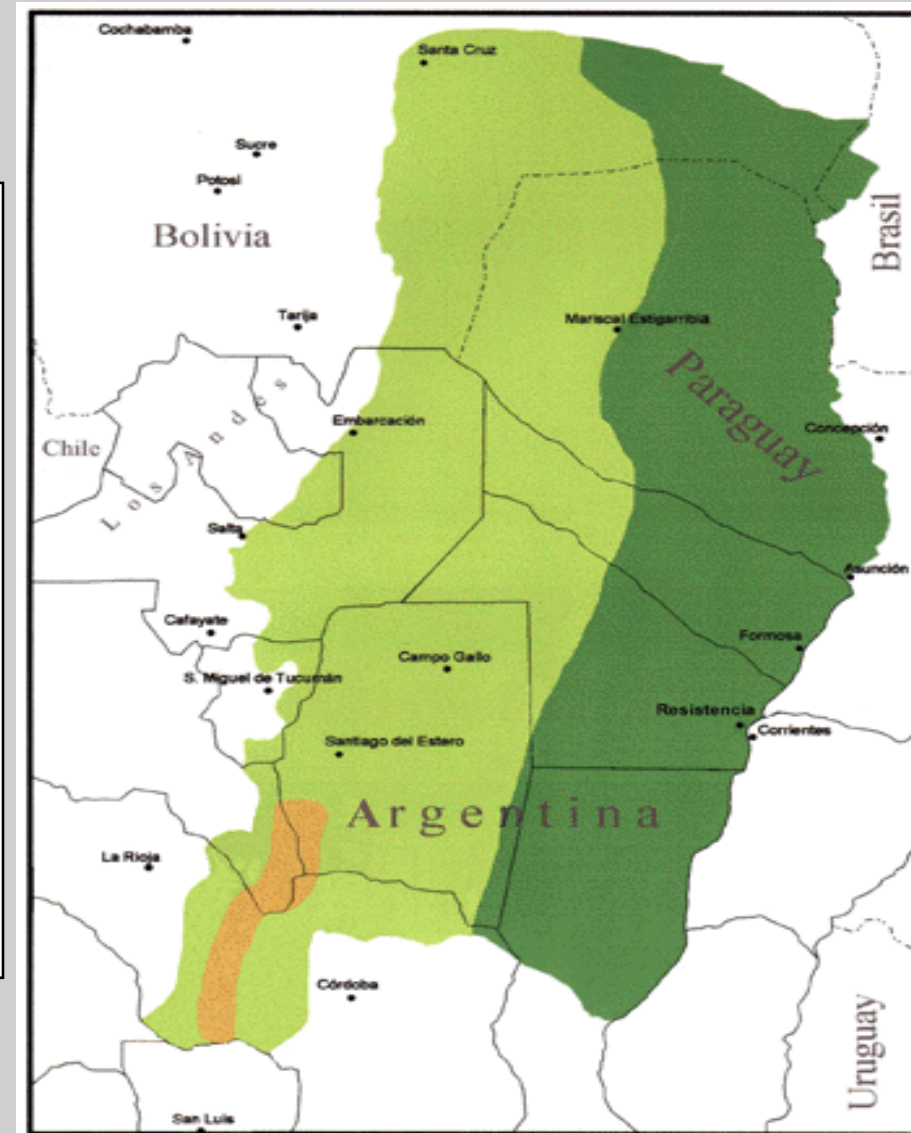 Cochabamba
Santa Cruz
Sucre
Potosí
Bolivia
Brasil
Tarija
Mariscal Estigarribia
Paraguay
Embarcación
Concepción
Chile
Los Andes
Salta
Asunción
Cafayate
Formosa
Campo Gallo
S. Miguel de Tucumán
Resistencia
Corrientes
Santiago del Estero
Argentina
La Rioja
Córdoba
Uruguay
San Luis